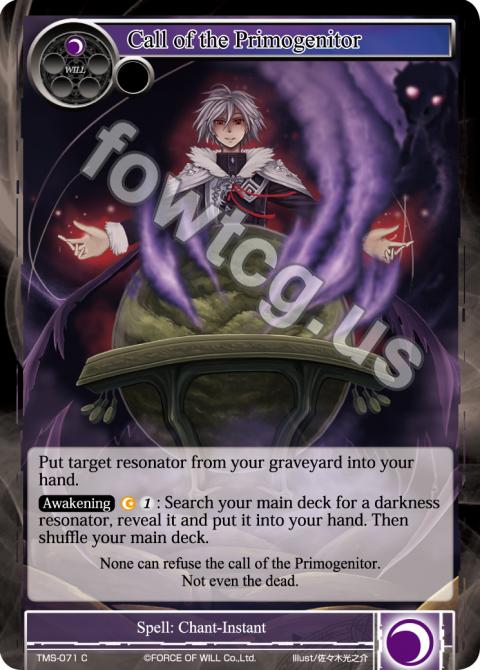 Call of the Primogenitor
WILL
fowtcg.us
Put target resonator from your graveyard into your
hand.
Awakening 1 : Search your main deck for a darkness
resonator, reveal it and put it into your hand. Then
shuffle your main deck.
None can refuse the call of the Primogenitor.
Not even the dead.
Spell: Chant-Instant
TMS-071 C ©FORCE OF WILL Co.,Ltd. Illust/佐々木光之介